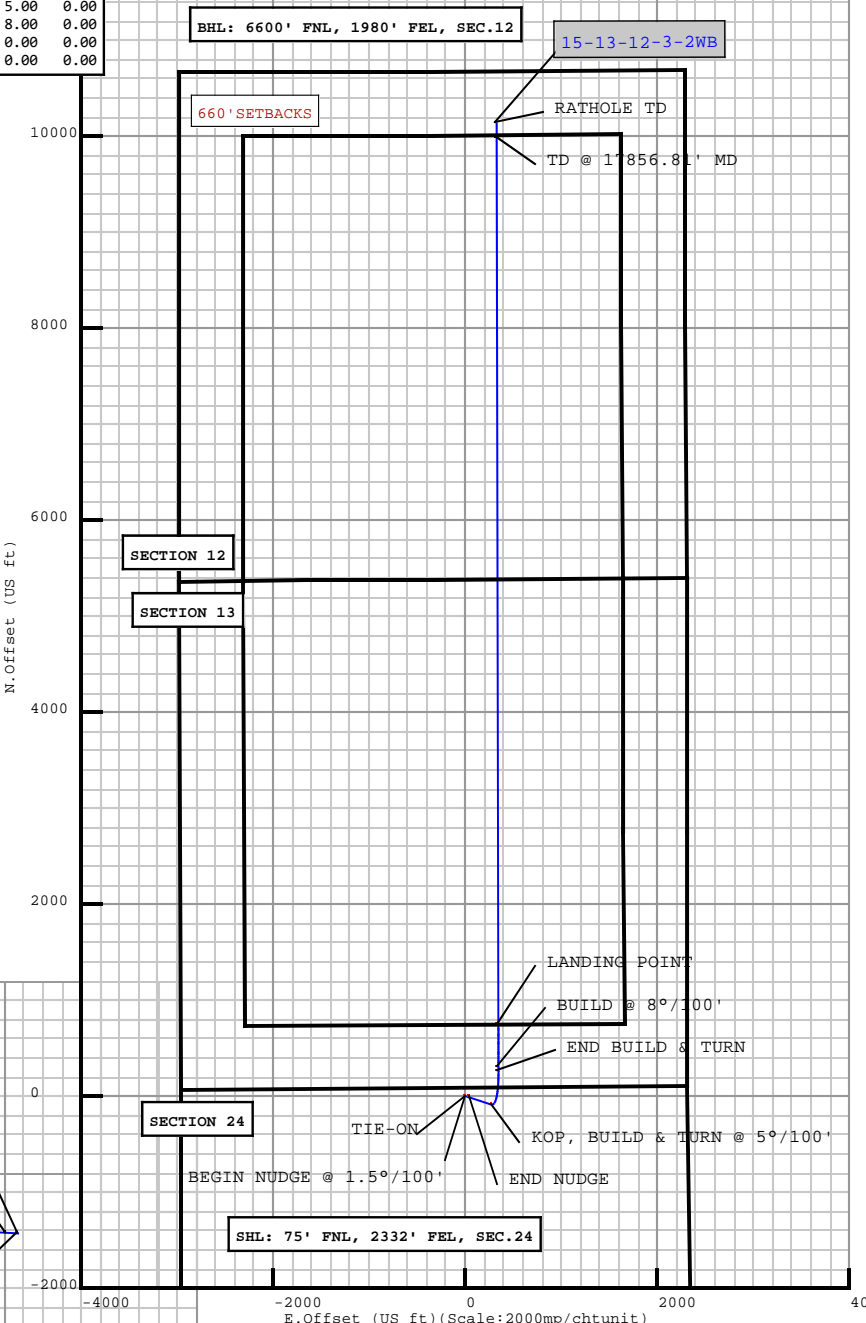 5.00 0.00
8.00 0.00
0.00 0.00
0.00 0.00
BHL: 6600' FNL, 1980' FEL, SEC.12
15-13-12-3-2WB
660'SETBACKS
RATHOLE TD
10000
TD @ 17856.81' MD
8000
6000
SECTION 12
SECTION 13
N.Offset (US ft)
4000
2000
LANDING POINT
BUILD @ 8°/100'
END BUILD & TURN
0
SECTION 24
TIE-ON
KOP, BUILD & TURN @ 5°/100'
BEGIN NUDGE @ 1.5°/100'
END NUDGE
SHL: 75' FNL, 2332' FEL, SEC.24
-2000
-4000 -2000 0 2000 40
E.Offset (US ft)(Scale:2000mp/chtunit)